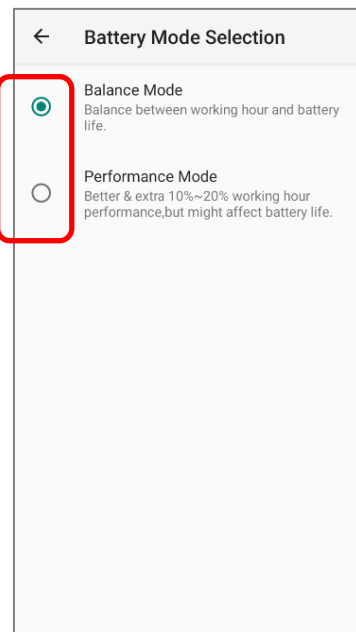 Battery Mode Selection
Balance Mode
Balance between working hour and battery
life.
Performance Mode
Better & extra 10%~20% working hour
performance,but might affect battery life.